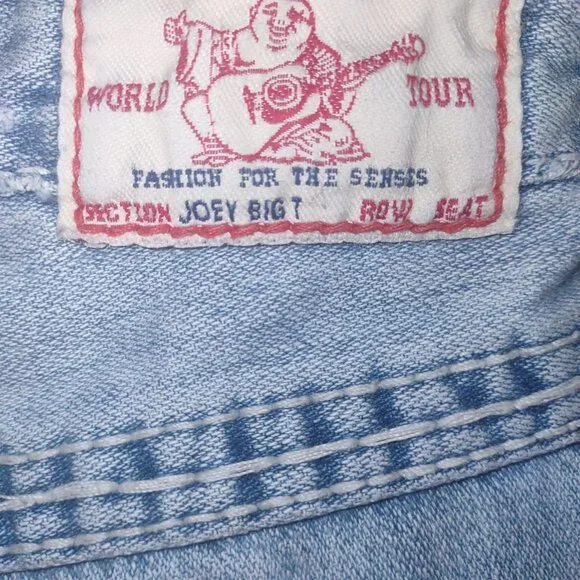 WORLD TOUR
FASHION FOR THE SENSES
SECTION JOEY BIG T ROW SEAT